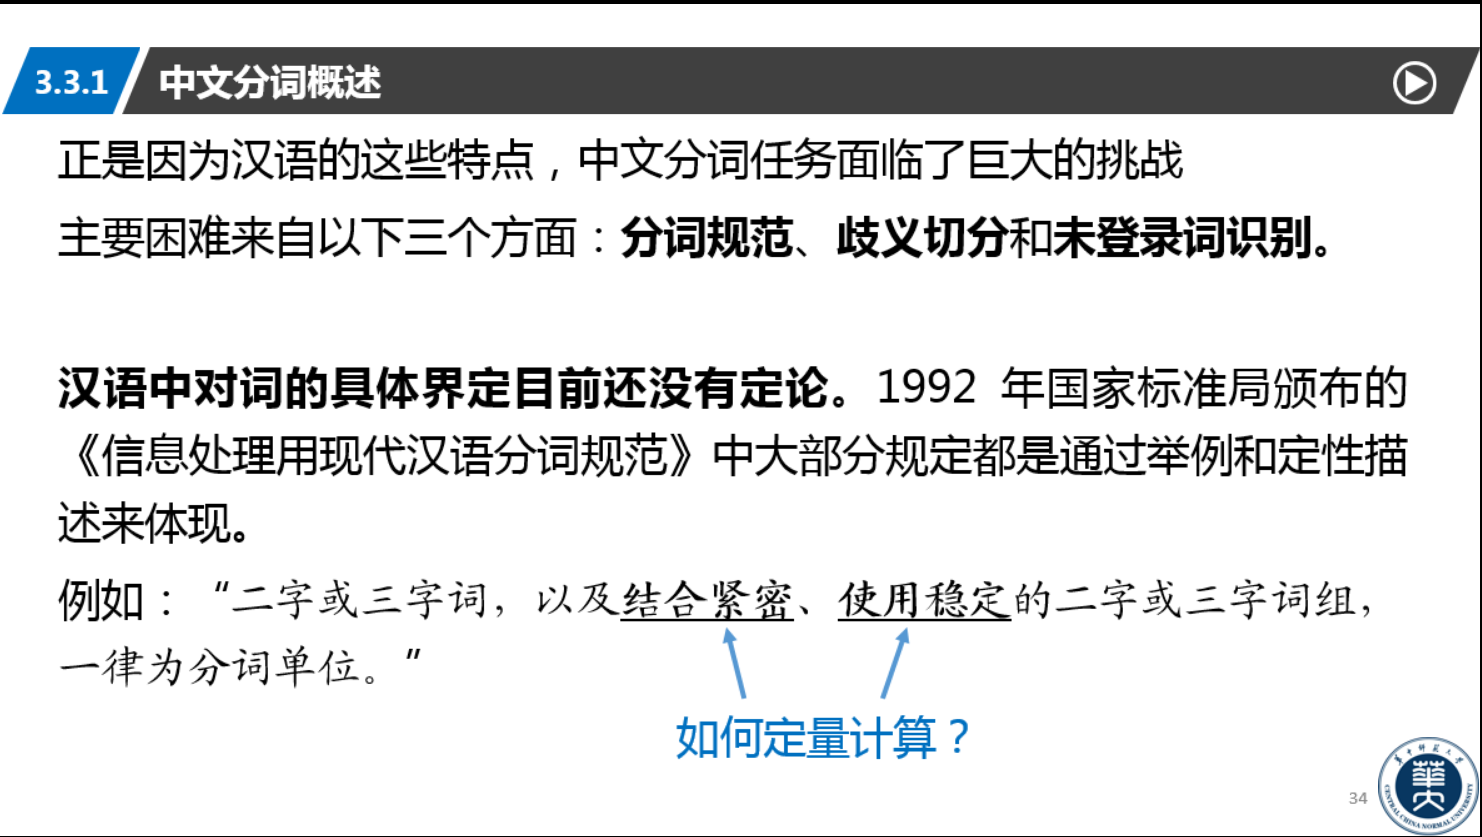 3.3.1 中文分词概述
正是因为汉语的这些特点，中文分词任务面临了巨大的挑战
主要困难来自以下三个方面：分词规范、歧义切分和未登录词识别。
汉语中对词的具体界定目前还没有定论。1992 年国家标准局颁布的
《信息处理用现代汉语分词规范》中大部分规定都是通过举例和定性描
述来体现。
例如：“二字或三字词，以及结合紧密、使用稳定的二字或三字词组，
一律为分词单位。”
如何定量计算？
34
华中师范大学
華大
CENTRAL CHINA NORMAL UNIVERSITY